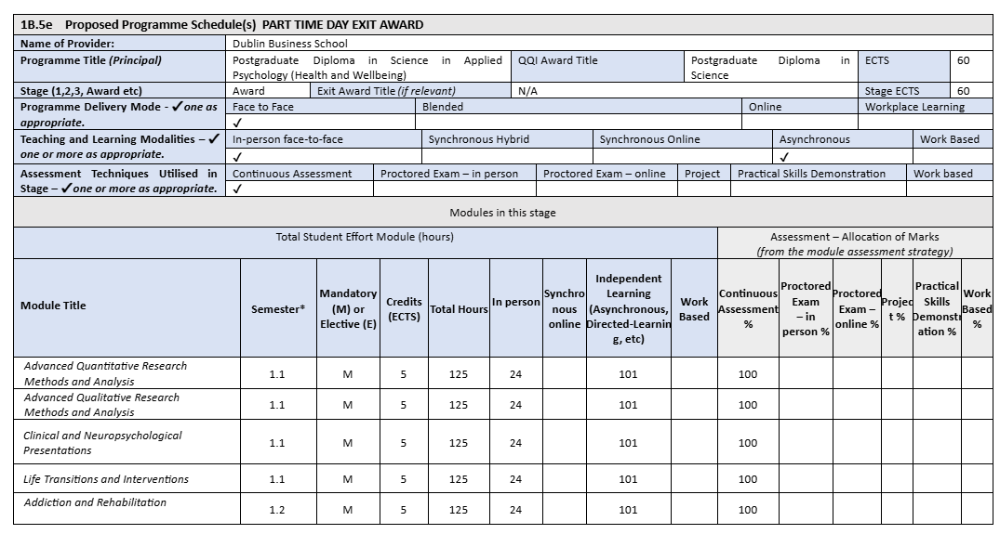 1B.5e Proposed Programme Schedule(s) PART TIME DAY EXIT AWARD
Name of Provider: Dublin Business School
Programme Title (Principal) Postgraduate Diploma in Science in Applied Psychology (Health and Wellbeing) QQI Award Title Postgraduate Diploma in Science ECTS 60
Stage (1,2,3, Award etc) Award Exit Award Title (if relevant) N/A Stage ECTS 60
Programme Delivery Mode - ✓one as appropriate. Face to Face Blended Online Workplace Learning
✓
Teaching and Learning Modalities – ✓ one or more as appropriate. In-person face-to-face Synchronous Hybrid Synchronous Online Asynchronous Work Based
✓ ✓
Assessment Techniques Utilised in Stage – ✓one or more as appropriate. Continuous Assessment Proctored Exam – in person Proctored Exam – online Project Practical Skills Demonstration Work based
✓
Modules in this stage
Total Student Effort Module (hours) Assessment – Allocation of Marks
(from the module assessment strategy)
Module Title Semester* Mandatory (M) or Elective (E) Credits (ECTS) Total Hours In person Synchronous online Independent Learning (Asynchronous, Directed-Learning, etc) Work Based Continuous Assessment % Proctored Exam – in person % Proctored Exam – online % Project % Practical Skills Demonstration % Work Based %
Advanced Quantitative Research Methods and Analysis 1.1 M 5 125 24 101 100
Advanced Qualitative Research Methods and Analysis 1.1 M 5 125 24 101 100
Clinical and Neuropsychological Presentations 1.1 M 5 125 24 101 100
Life Transitions and Interventions 1.1 M 5 125 24 101 100
Addiction and Rehabilitation 1.2 M 5 125 24 101 100